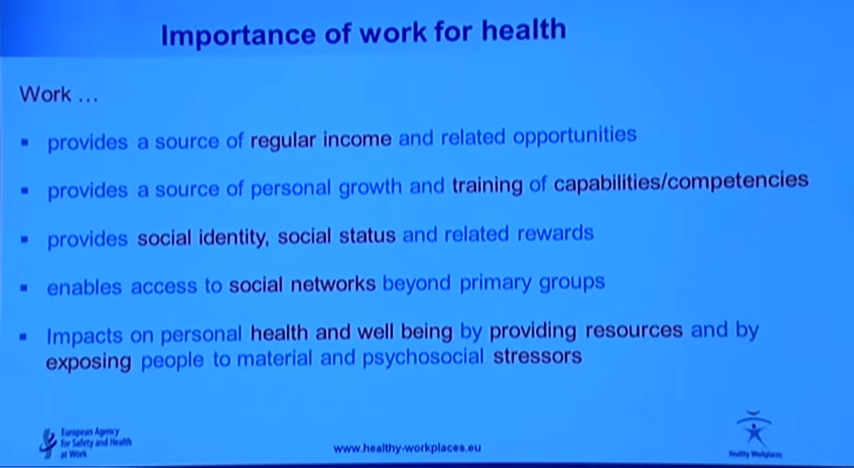 Importance of work for health
Work ...
▪ provides a source of regular income and related opportunities
▪ provides a source of personal growth and training of capabilities/competencies
▪ provides social identity, social status and related rewards
▪ enables access to social networks beyond primary groups
▪ Impacts on personal health and well being by providing resources and by
exposing people to material and psychosocial stressors
European Agency
for Safety and Health
at Work
www.healthy-workplaces.eu
Healthy Workplaces